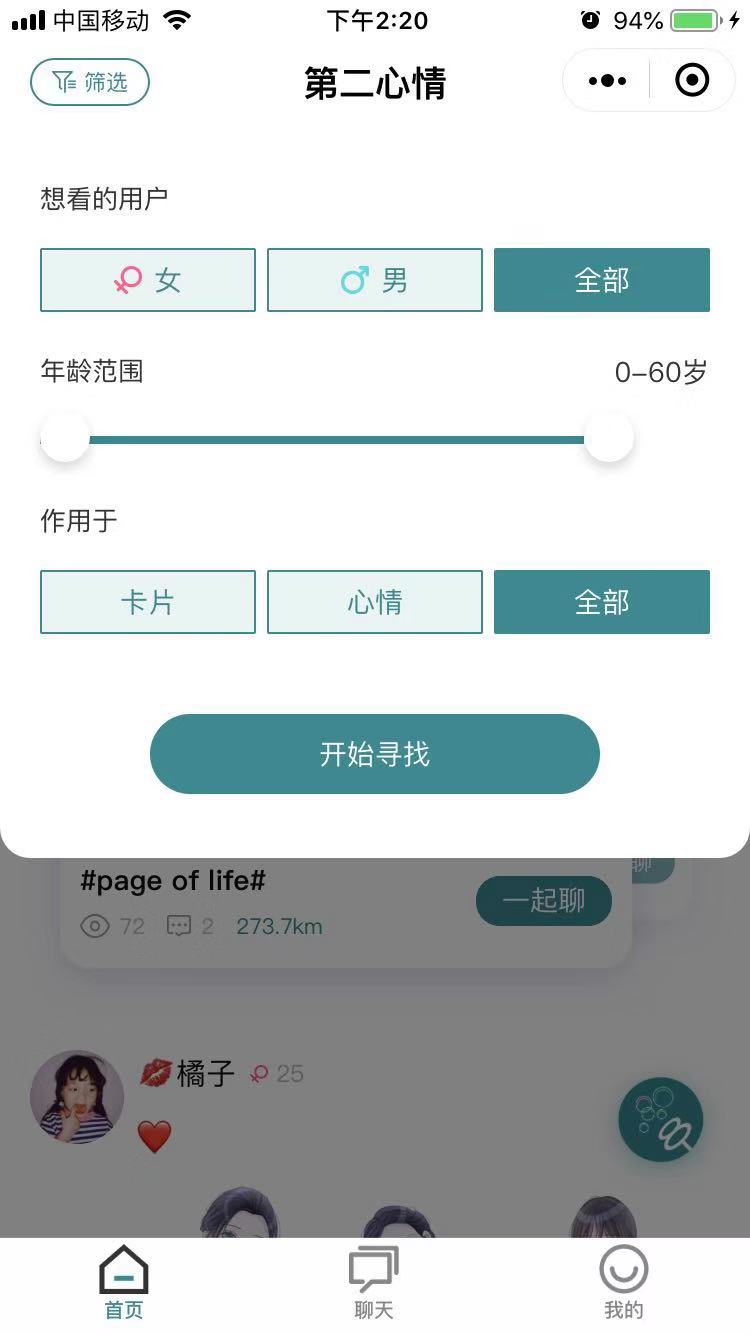 中国移动 下午2:20 94%
筛选 第二心情
想看的用户
女 男 全部
年龄范围 0-60岁
作用于
卡片 心情 全部
开始寻找
聊
#page of life# 一起聊
72 2 273.7km
橘子 25
首页 聊天 我的